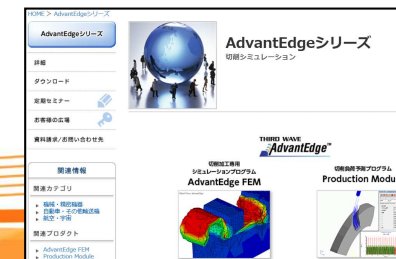 HOME > AdvantEdgeシリーズ
AdvantEdgeシリーズ
詳細
ダウンロード
定期セミナー
お客様の広場
資料請求/お問い合わせ先
関連情報
関連カテゴリ
機械・精密機器
自動車・その他輸送機
航空・宇宙
関連プロダクト
AdvantEdge FEM
Production Module
AdvantEdgeシリーズ
切削シミュレーション
THIRD WAVE
AdvantEdge™
切削加工専用
シミュレーションプログラム
AdvantEdge FEM
切削負荷予測プログラム
Production Modu